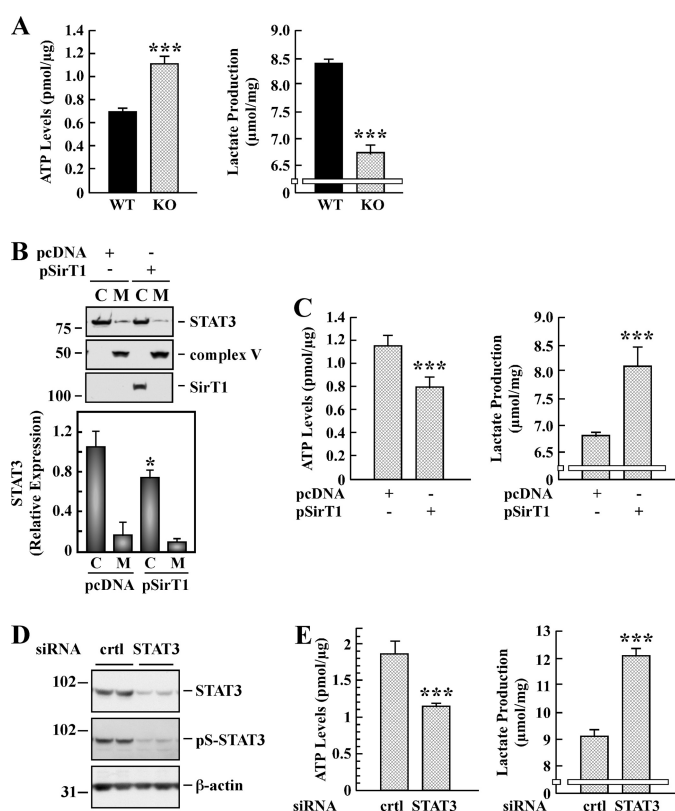 A
ATP Levels (pmol/µg)
1.4
1.2
1.0
0.8
0.6
0.4
0.2
0
***
WT KO
Lactate Production
(µmol/mg)
8.5
8.0
7.5
7.0
6.5
0
***
WT KO
B
pcDNA + -
pSirT1 - +
C M C M
75 STAT3
50 complex V
100 SirT1
STAT3
(Relative Expression)
1.2
0.8
0.4
0
*
C M C M
pcDNA pSirT1
C
ATP Levels (pmol/µg)
1.4
1.2
1.0
0.8
0.6
0.4
0.2
0
***
pcDNA + -
pSirT1 - +
Lactate Production
(µmol/mg)
9.0
8.5
8.0
7.5
7.0
6.5
0
***
pcDNA + -
pSirT1 - +
D
siRNA crtl STAT3
102 STAT3
102 pS-STAT3
31 β-actin
E
ATP Levels (pmol/µg)
2
1.5
1
0.5
0
***
siRNA crtl STAT3
Lactate Production
(µmol/mg)
13
12
11
10
9
0
***
siRNA crtl STAT3